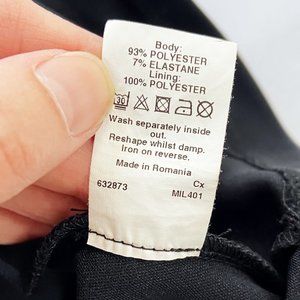 Body:
93% POLYESTER
7% ELASTANE
Lining:
100% POLYESTER
30
Wash separately inside
out.
Reshape whilst damp.
Iron on reverse.
Made in Romania
632873
Cx
MIL401